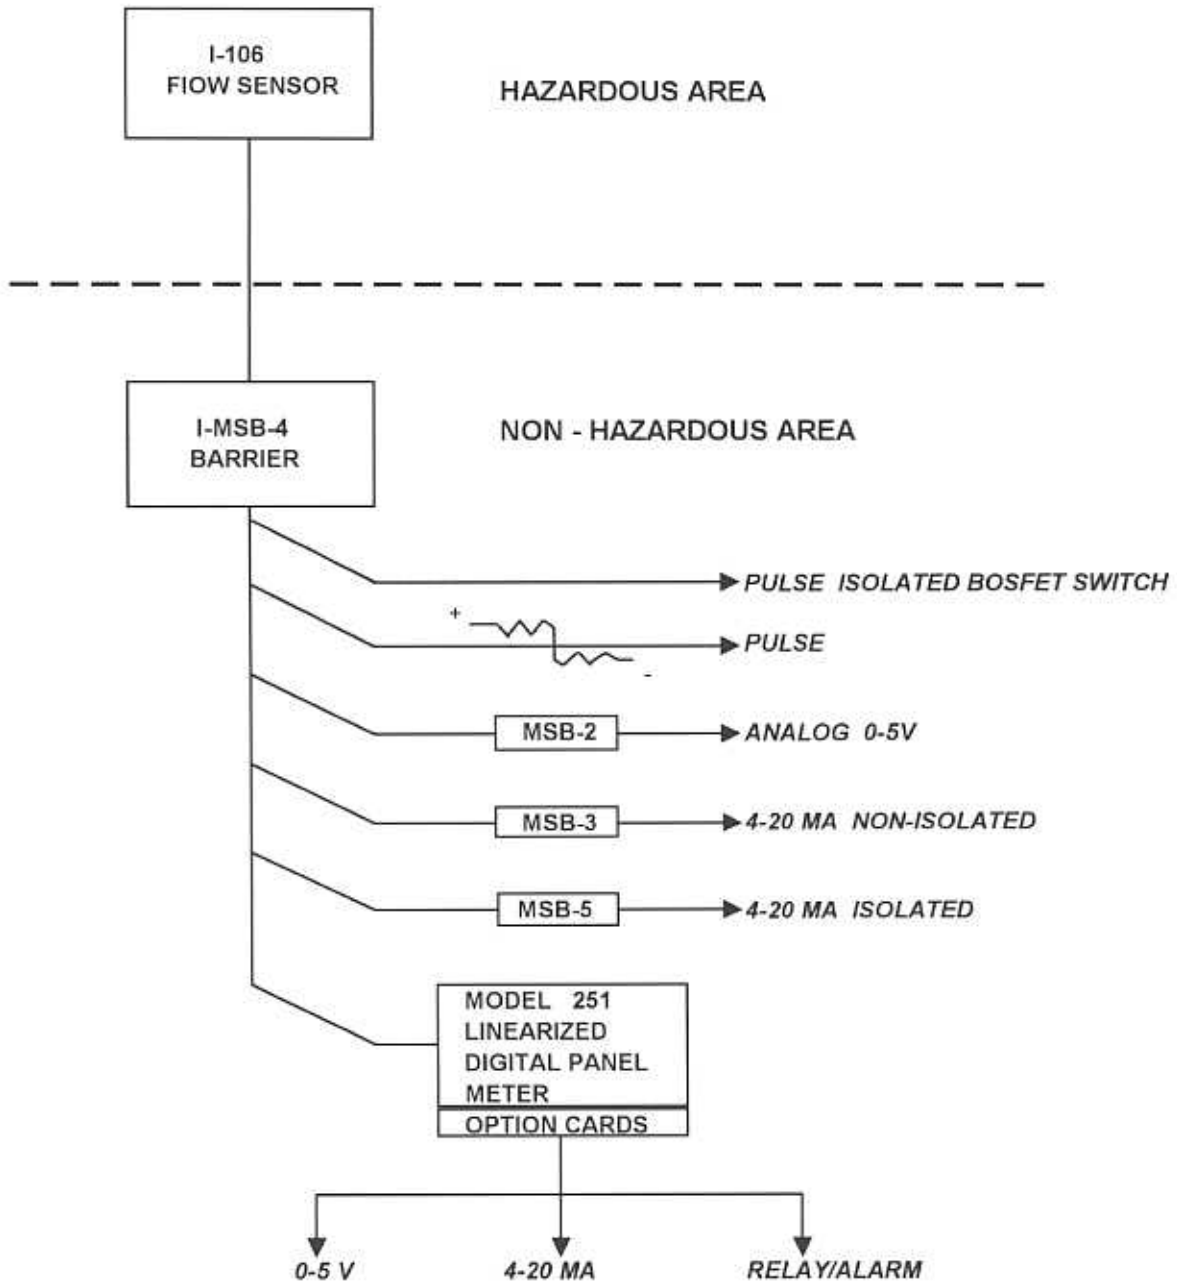 I-106
FIOW SENSOR
HAZARDOUS AREA
I-MSB-4
BARRIER
NON - HAZARDOUS AREA
PULSE ISOLATED BOSFET SWITCH
+
PULSE
-
MSB-2
ANALOG 0-5V
MSB-3
4-20 MA NON-ISOLATED
MSB-5
4-20 MA ISOLATED
MODEL 251
LINEARIZED
DIGITAL PANEL
METER
OPTION CARDS
0-5 V
4-20 MA
RELAY/ALARM